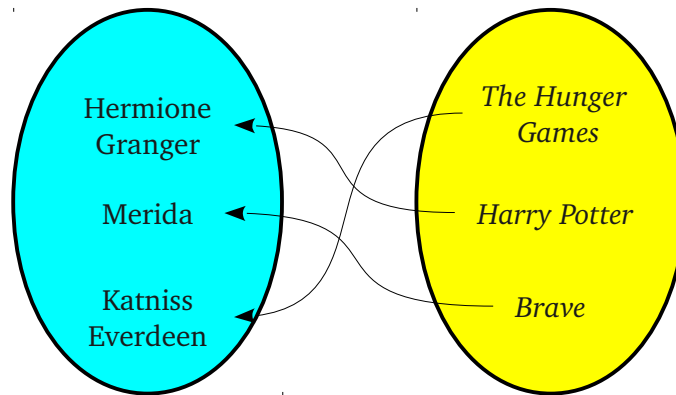 Hermione
Granger
Merida
Katniss
Everdeen
The Hunger
Games
Harry Potter
Brave